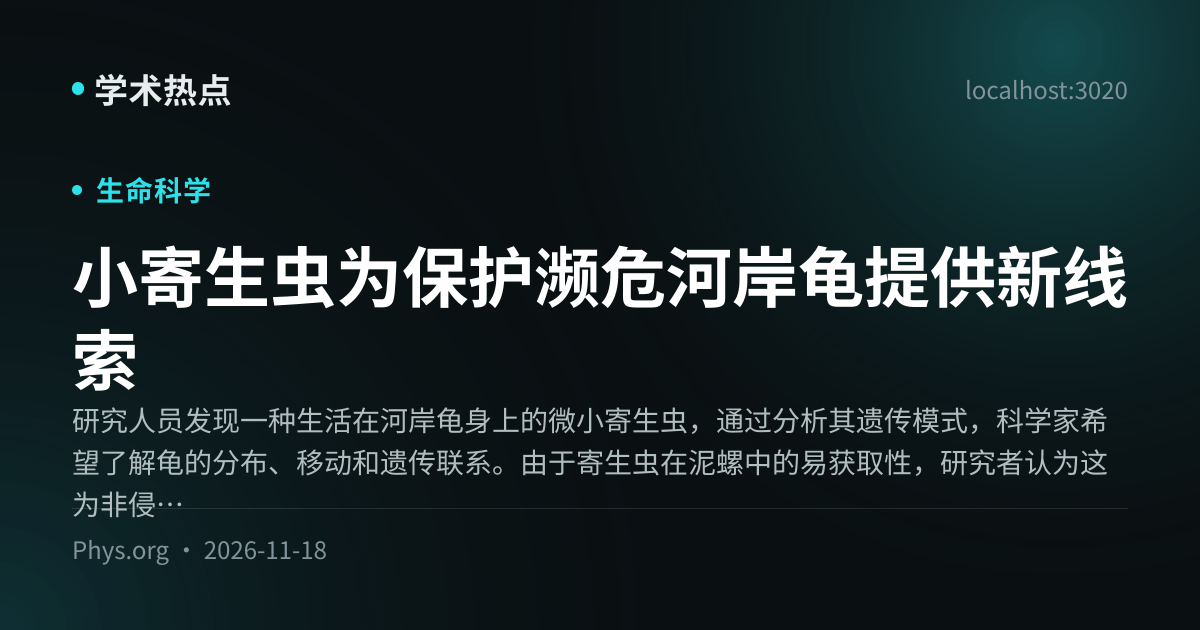 学术热点
localhost:3020
生命科学
小寄生虫为保护濒危河岸龟提供新线
索
研究人员发现一种生活在河岸龟身上的微小寄生虫，通过分析其遗传模式，科学家希
望了解龟的分布、移动和遗传联系。由于寄生虫在泥螺中的易获取性，研究者认为这
为非侵…
Phys.org · 2026-11-18